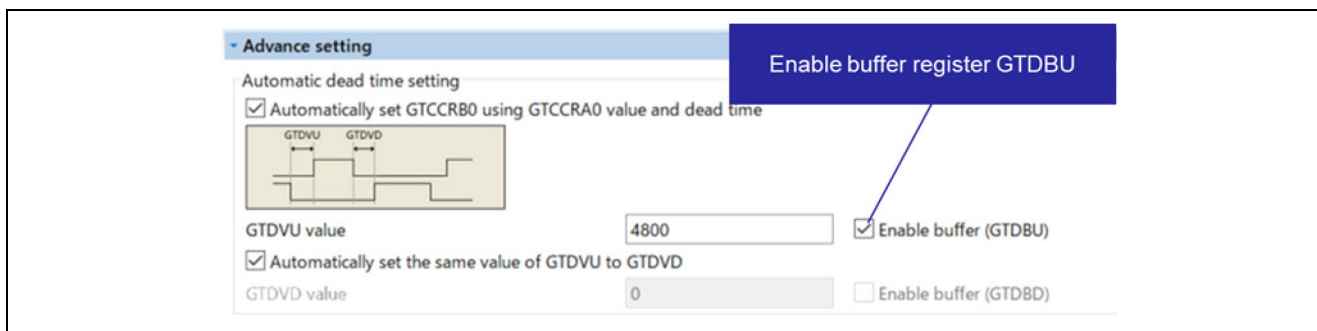 Advance setting
Enable buffer register GTDBU
Automatic dead time setting
Automatically set GTCCRB0 using GTCCRA0 value and dead time
GTDVU GTDVD
GTDVU value 4800 Enable buffer (GTDBU)
Automatically set the same value of GTDVU to GTDVD
GTDVD value 0 Enable buffer (GTDBD)